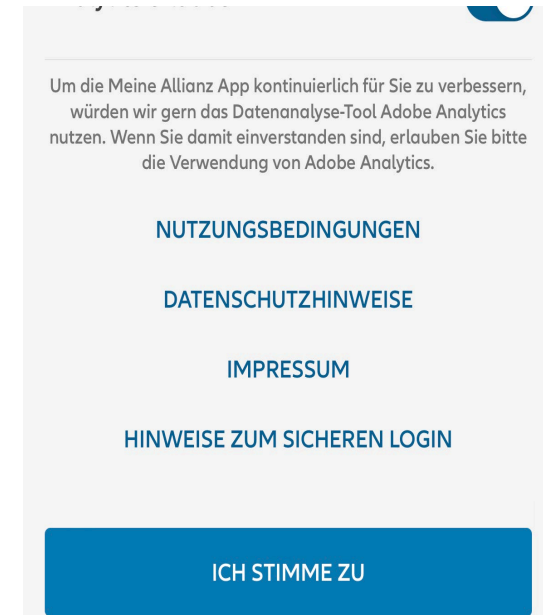 Um die Meine Allianz App kontinuierlich für Sie zu verbessern,
würden wir gern das Datenanalyse-Tool Adobe Analytics
nutzen. Wenn Sie damit einverstanden sind, erlauben Sie bitte
die Verwendung von Adobe Analytics.
NUTZUNGSBEDINGUNGEN
DATENSCHUTZHINWEISE
IMPRESSUM
HINWEISE ZUM SICHEREN LOGIN
ICH STIMME ZU